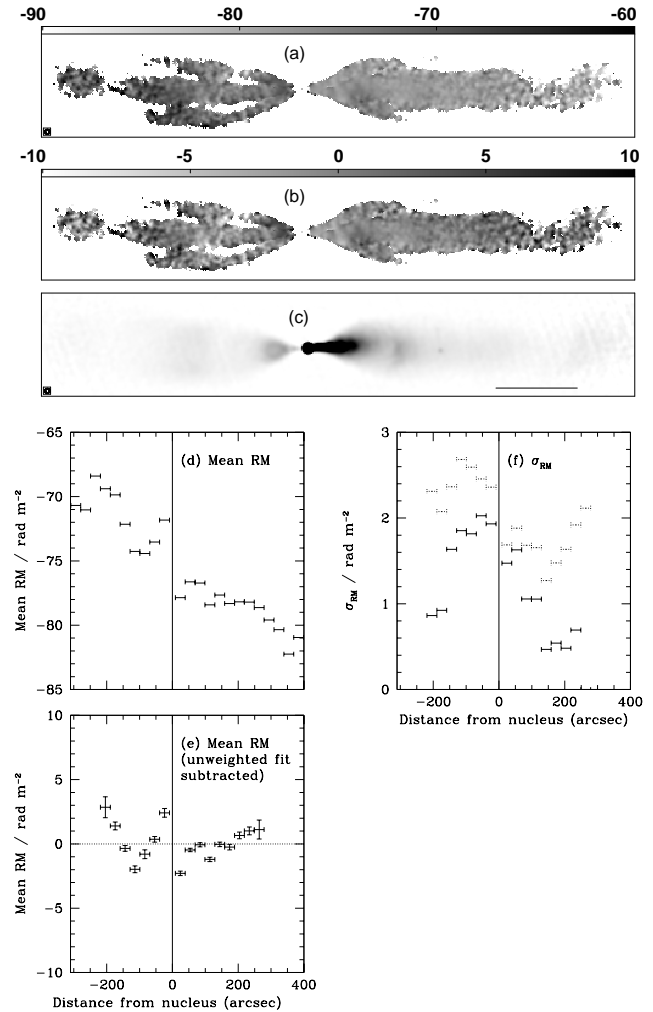 -90 -80 -70 -60
(a)
-10 -5 0 5 10
(b)
(c)
-65
-70
-75
-80
-85
Mean RM / rad m⁻²
(d) Mean RM
3
2
1
0
σRM / rad m⁻²
(f) σRM
-200 0 200 400
Distance from nucleus (arcsec)
10
5
0
-5
-10
Mean RM / rad m⁻²
(e) Mean RM
(unweighted fit
subtracted)
-200 0 200 400
Distance from nucleus (arcsec)